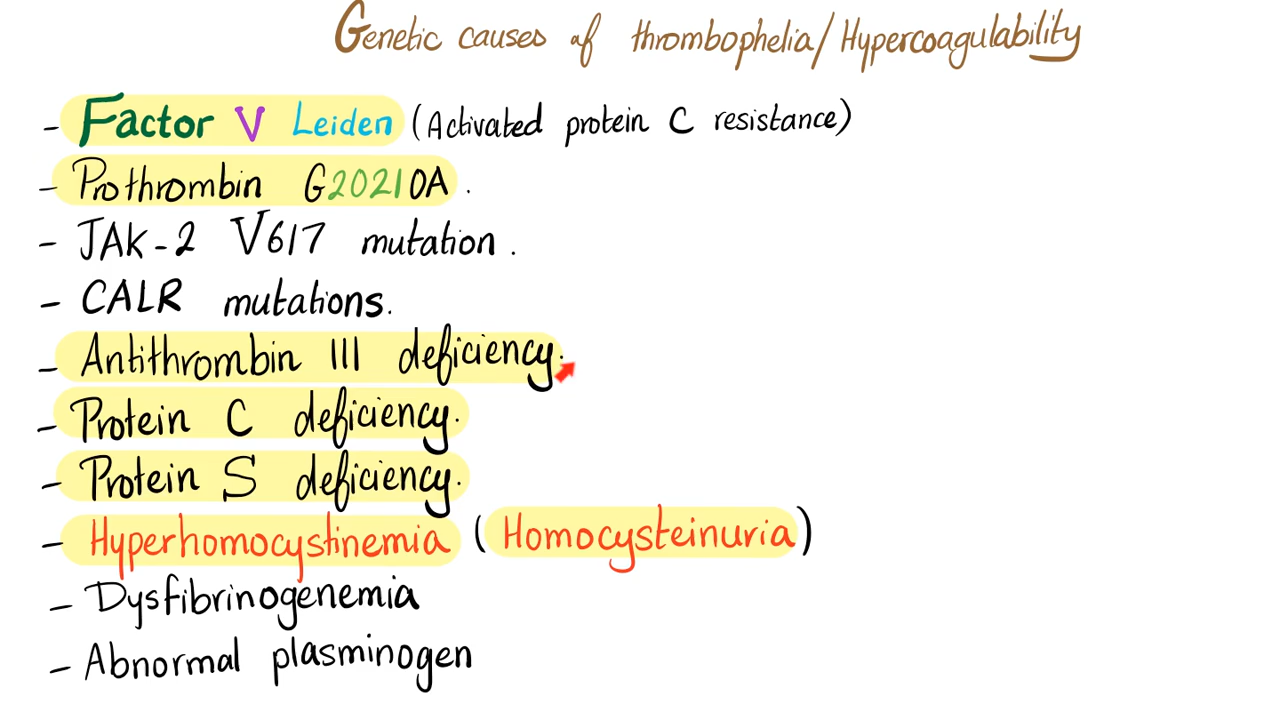 Genetic causes of thrombophelia/Hypercoagulability
- Factor V Leiden (Activated protein C resistance)
- Prothrombin G20210A.
- JAK-2 V617 mutation.
- CALR mutations.
- Antithrombin III deficiency.
- Protein C deficiency.
- Protein S deficiency.
- Hyperhomocystinemia (Homocysteinuria)
- Dysfibrinogenemia
- Abnormal plasminogen